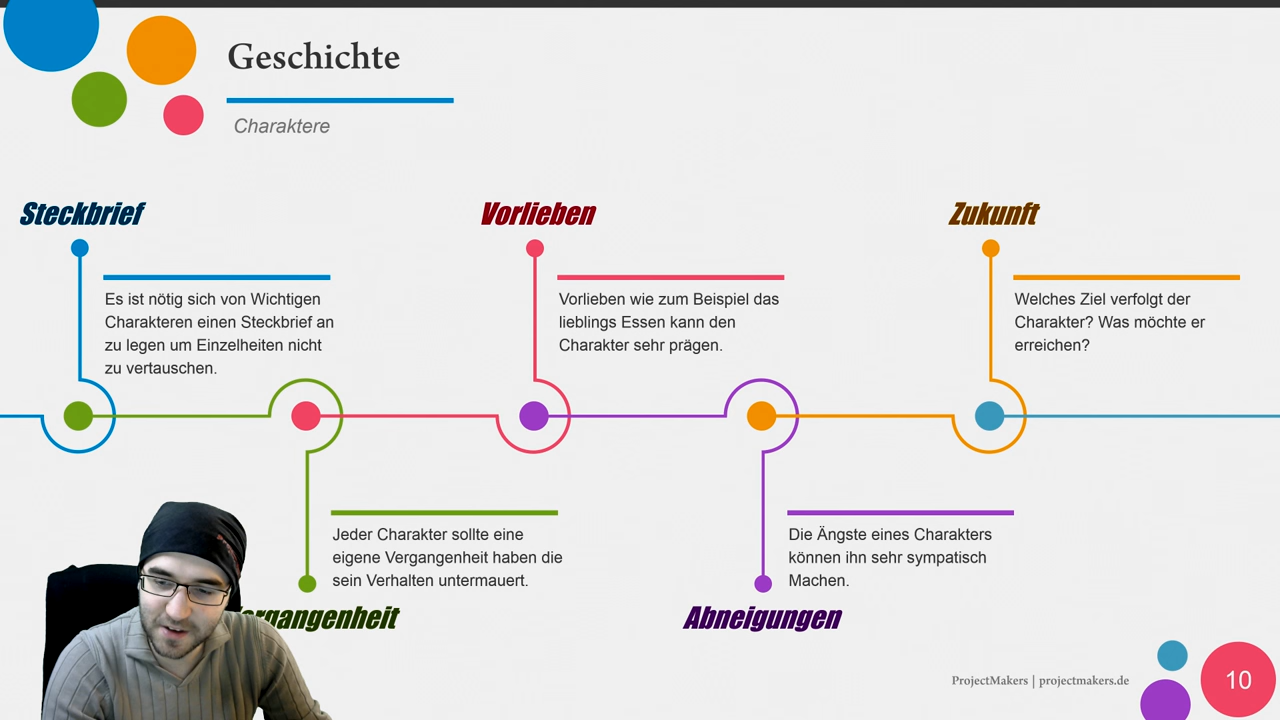 Geschichte
Charaktere
Steckbrief
Es ist nötig sich von Wichtigen
Charakteren einen Steckbrief an
zu legen um Einzelheiten nicht
zu vertauschen.
Vorlieben
Vorlieben wie zum Beispiel das
lieblings Essen kann den
Charakter sehr prägen.
Zukunft
Welches Ziel verfolgt der
Charakter? Was möchte er
erreichen?
Jeder Charakter sollte eine
eigene Vergangenheit haben die
sein Verhalten untermauert.
ergangenheit
Die Ängste eines Charakters
können ihn sehr sympatisch
Machen.
Abneigungen
ProjectMakers | projectmakers.de
10